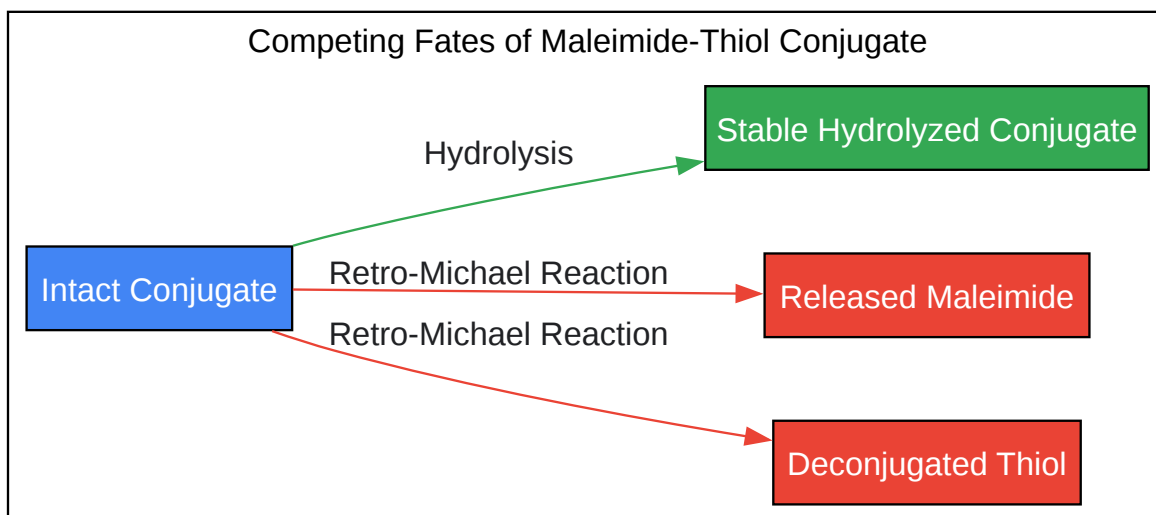 Competing Fates of Maleimide-Thiol Conjugate
Stable Hydrolyzed Conjugate
Hydrolysis
Intact Conjugate
Retro-Michael Reaction
Released Maleimide
Retro-Michael Reaction
Deconjugated Thiol